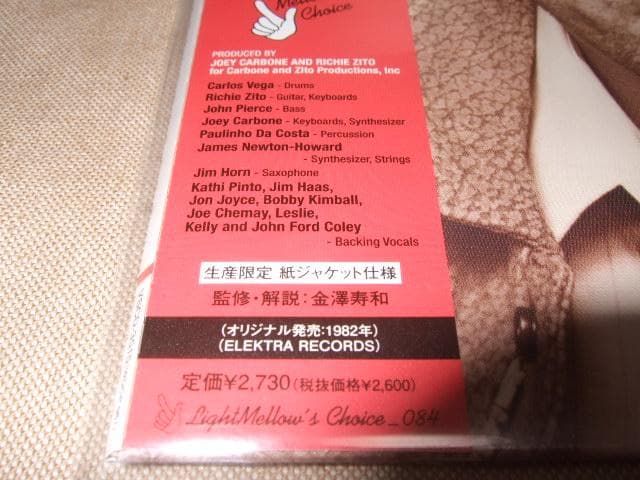 Mellow's
Choice
PRODUCED BY
JOEY CARBONE AND RICHIE ZITO
for Carbone and Zito Productions, Inc
Carlos Vega - Drums
Richie Zito - Guitar, Keyboards
John Pierce - Bass
Joey Carbone - Keyboards, Synthesizer
Paulinho Da Costa - Percussion
James Newton-Howard
- Synthesizer, Strings
Jim Horn - Saxophone
Kathi Pinto, Jim Haas,
Jon Joyce, Bobby Kimball,
Joe Chemay, Leslie,
Kelly and John Ford Coley
- Backing Vocals
生産限定 紙ジャケット仕様
監修・解説：金澤寿和
(オリジナル発売：1982年)
(ELEKTRA RECORDS)
定価¥2,730(税抜価格¥2,600)
LightMellow's Choice_084